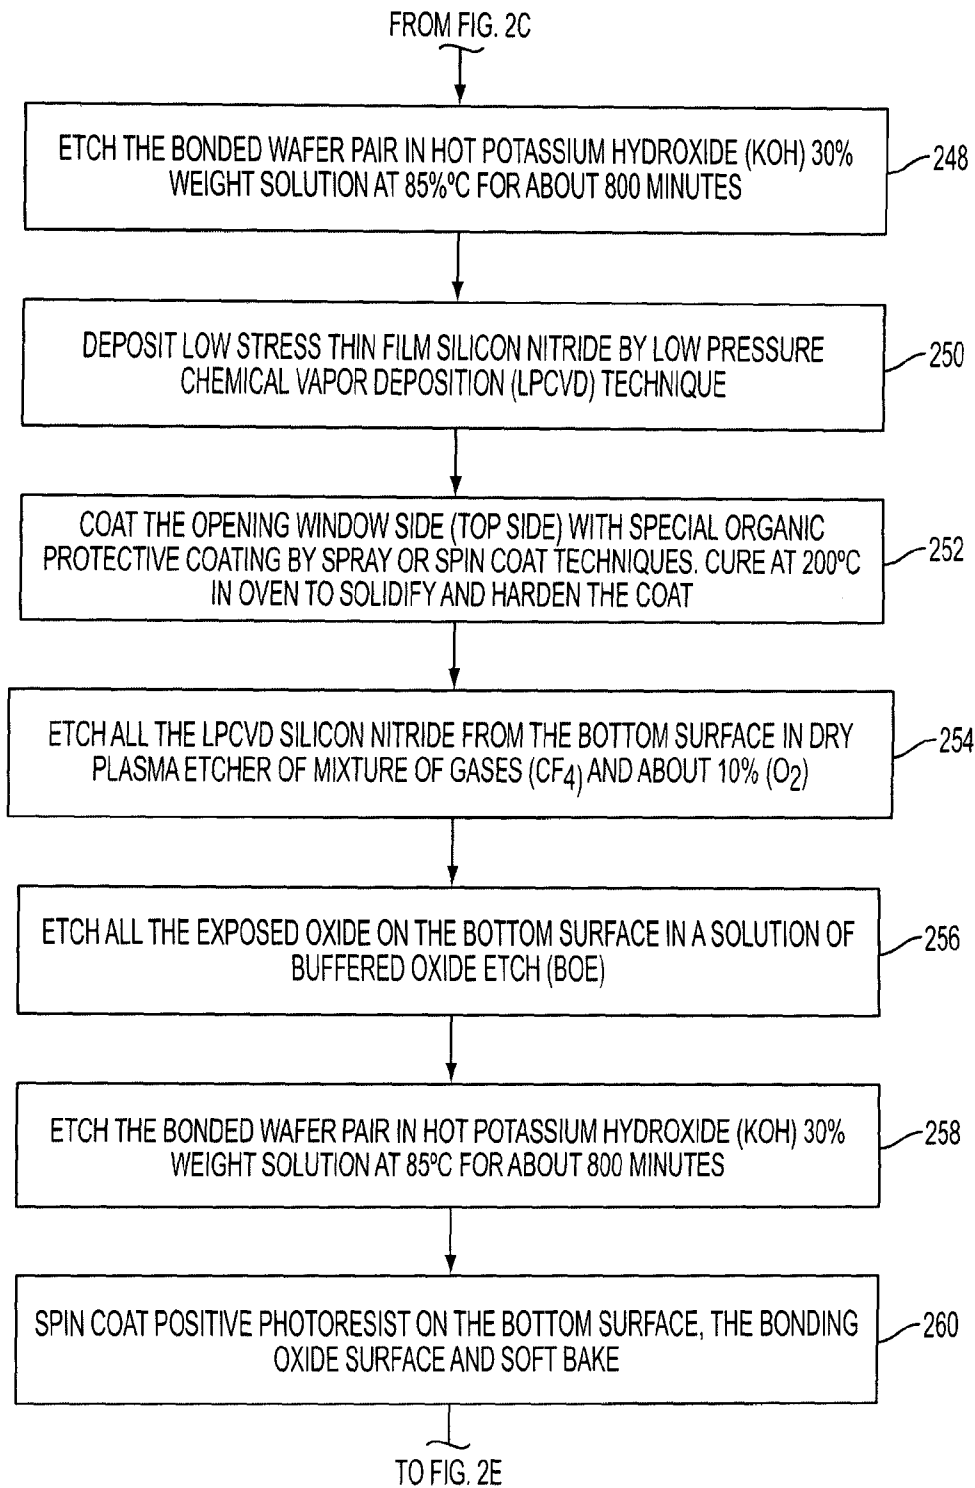 FROM FIG. 2C
ETCH THE BONDED WAFER PAIR IN HOT POTASSIUM HYDROXIDE (KOH) 30%
WEIGHT SOLUTION AT 85%ºC FOR ABOUT 800 MINUTES
248
DEPOSIT LOW STRESS THIN FILM SILICON NITRIDE BY LOW PRESSURE
CHEMICAL VAPOR DEPOSITION (LPCVD) TECHNIQUE
250
COAT THE OPENING WINDOW SIDE (TOP SIDE) WITH SPECIAL ORGANIC
PROTECTIVE COATING BY SPRAY OR SPIN COAT TECHNIQUES. CURE AT 200ºC
IN OVEN TO SOLIDIFY AND HARDEN THE COAT
252
ETCH ALL THE LPCVD SILICON NITRIDE FROM THE BOTTOM SURFACE IN DRY
PLASMA ETCHER OF MIXTURE OF GASES (CF4) AND ABOUT 10% (O2)
254
ETCH ALL THE EXPOSED OXIDE ON THE BOTTOM SURFACE IN A SOLUTION OF
BUFFERED OXIDE ETCH (BOE)
256
ETCH THE BONDED WAFER PAIR IN HOT POTASSIUM HYDROXIDE (KOH) 30%
WEIGHT SOLUTION AT 85ºC FOR ABOUT 800 MINUTES
258
SPIN COAT POSITIVE PHOTORESIST ON THE BOTTOM SURFACE, THE BONDING
OXIDE SURFACE AND SOFT BAKE
260
TO FIG. 2E